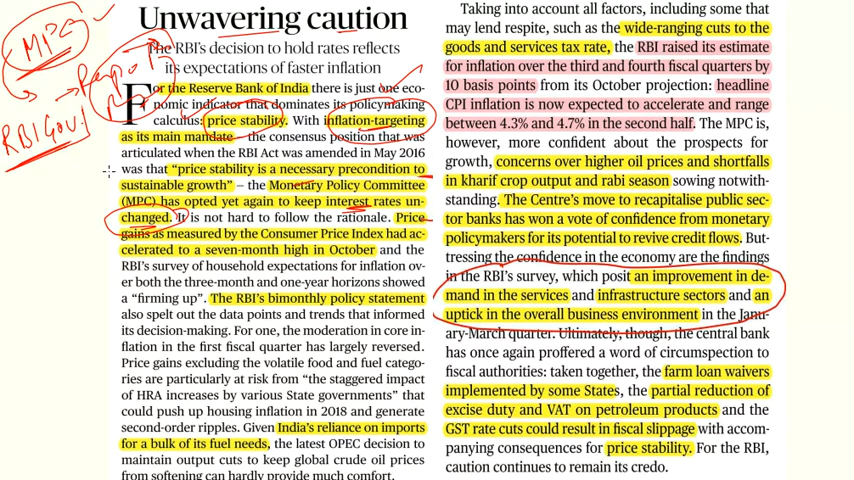 MPC
Repo R
RBI Gov.
Unwavering caution
The RBI's decision to hold rates reflects
its expectations of faster inflation
For the Reserve Bank of India there is just one eco-
nomic indicator that dominates its policymaking
calculus: price stability. With inflation-targeting
as its main mandate – the consensus position that was
articulated when the RBI Act was amended in May 2016
was that “price stability is a necessary precondition to
sustainable growth” – the Monetary Policy Committee
(MPC) has opted yet again to keep interest rates un-
changed. It is not hard to follow the rationale. Price
gains as measured by the Consumer Price Index had ac-
celerated to a seven-month high in October and the
RBI's survey of household expectations for inflation ov-
er both the three-month and one-year horizons showed
a “firming up”. The RBI's bimonthly policy statement
also spelt out the data points and trends that informed
its decision-making. For one, the moderation in core in-
flation in the first fiscal quarter has largely reversed.
Price gains excluding the volatile food and fuel catego-
ries are particularly at risk from “the staggered impact
of HRA increases by various State governments” that
could push up housing inflation in 2018 and generate
second-order ripples. Given India's reliance on imports
for a bulk of its fuel needs, the latest OPEC decision to
maintain output cuts to keep global crude oil prices
from softening can hardly provide much comfort.
Taking into account all factors, including some that
may lend respite, such as the wide-ranging cuts to the
goods and services tax rate, the RBI raised its estimate
for inflation over the third and fourth fiscal quarters by
10 basis points from its October projection: headline
CPI inflation is now expected to accelerate and range
between 4.3% and 4.7% in the second half. The MPC is,
however, more confident about the prospects for
growth, concerns over higher oil prices and shortfalls
in kharif crop output and rabi season sowing notwith-
standing. The Centre's move to recapitalise public sec-
tor banks has won a vote of confidence from monetary
policymakers for its potential to revive credit flows. But-
tressing the confidence in the economy are the findings
in the RBI's survey, which posit an improvement in de-
mand in the services and infrastructure sectors and an
uptick in the overall business environment in the Janu-
ary-March quarter. Ultimately, though, the central bank
has once again proffered a word of circumspection to
fiscal authorities: taken together, the farm loan waivers
implemented by some States, the partial reduction of
excise duty and VAT on petroleum products and the
GST rate cuts could result in fiscal slippage with accom-
panying consequences for price stability. For the RBI,
caution continues to remain its credo.